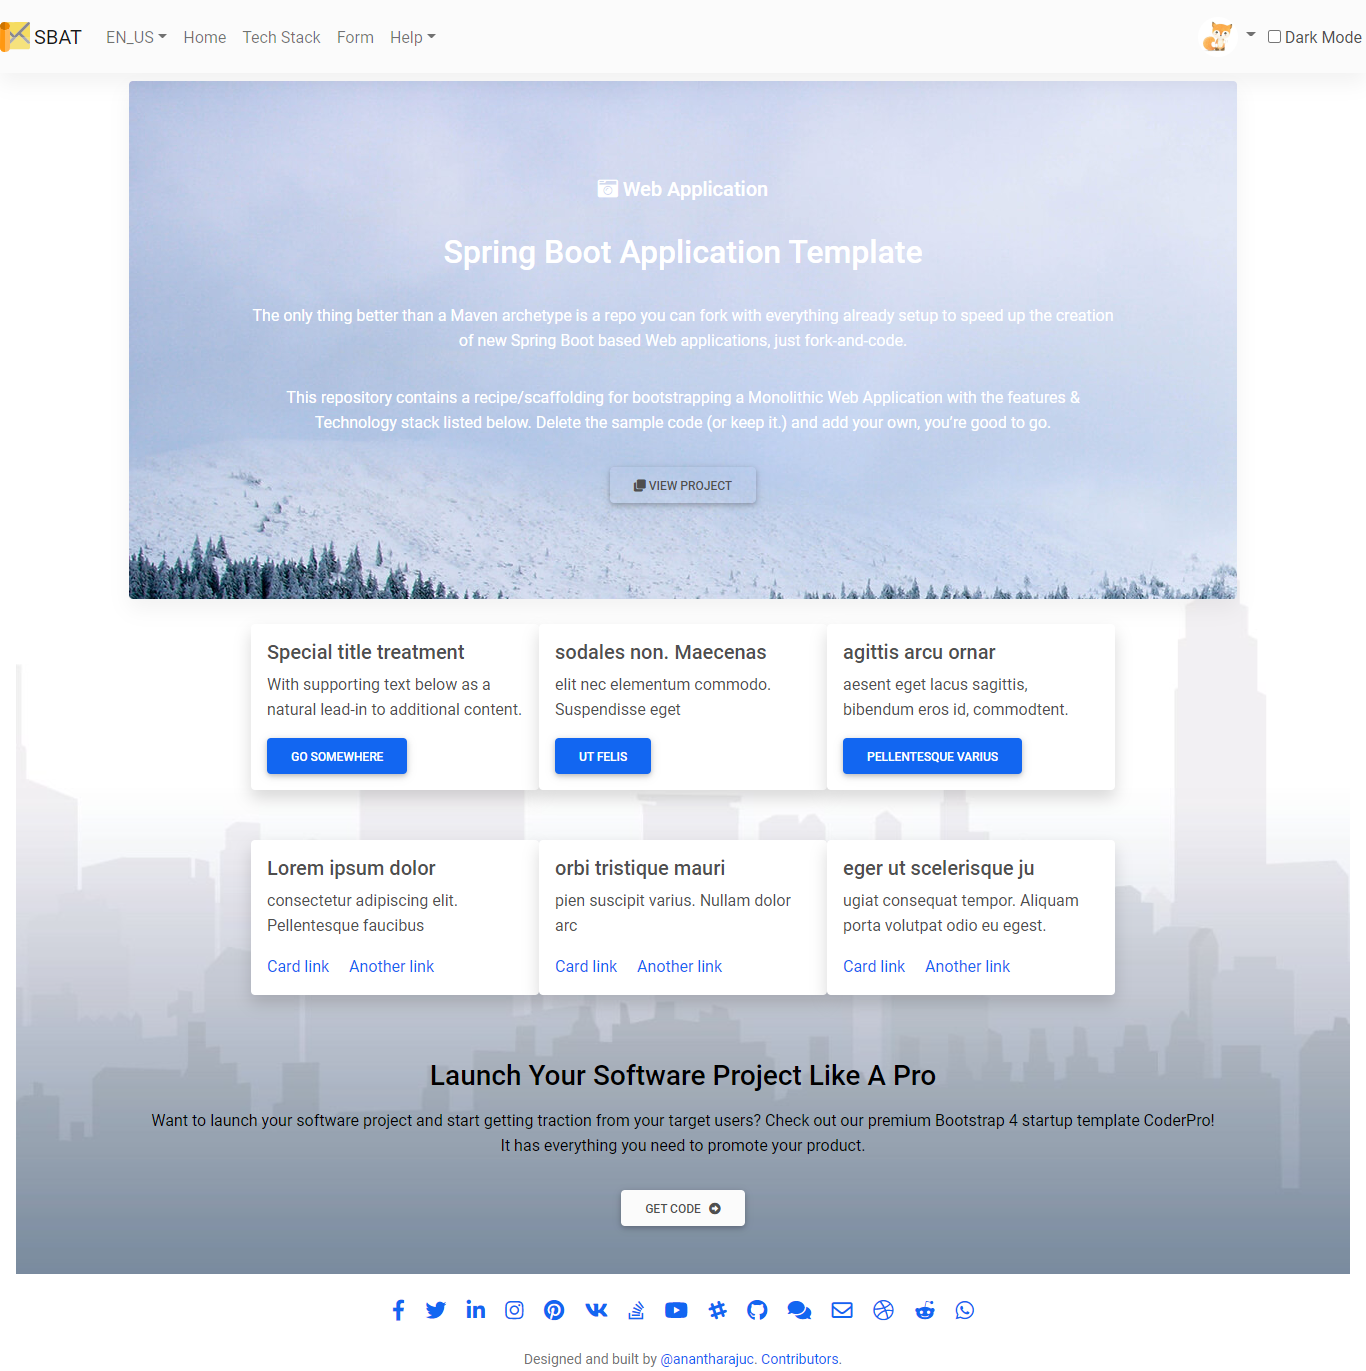 SBAT EN_US Home Tech Stack Form Help Dark Mode
Web Application
Spring Boot Application Template
The only thing better than a Maven archetype is a repo you can fork with everything already setup to speed up the creation
of new Spring Boot based Web applications, just fork-and-code.
This repository contains a recipe/scaffolding for bootstrapping a Monolithic Web Application with the features &
Technology stack listed below. Delete the sample code (or keep it.) and add your own, you're good to go.
VIEW PROJECT
Special title treatment
With supporting text below as a
natural lead-in to additional content.
GO SOMEWHERE
sodales non. Maecenas
elit nec elementum commodo.
Suspendisse eget
UT FELIS
agittis arcu ornar
aesent eget lacus sagittis,
bibendum eros id, commodtent.
PELLENTESQUE VARIUS
Lorem ipsum dolor
consectetur adipiscing elit.
Pellentesque faucibus
Card link Another link
orbi tristique mauri
pien suscipit varius. Nullam dolor
arc
Card link Another link
eger ut scelerisque ju
ugiat consequat tempor. Aliquam
porta volutpat odio eu egest.
Card link Another link
Launch Your Software Project Like A Pro
Want to launch your software project and start getting traction from your target users? Check out our premium Bootstrap 4 startup template CoderPro!
It has everything you need to promote your product.
GET CODE
Designed and built by @anantharajuc. Contributors.